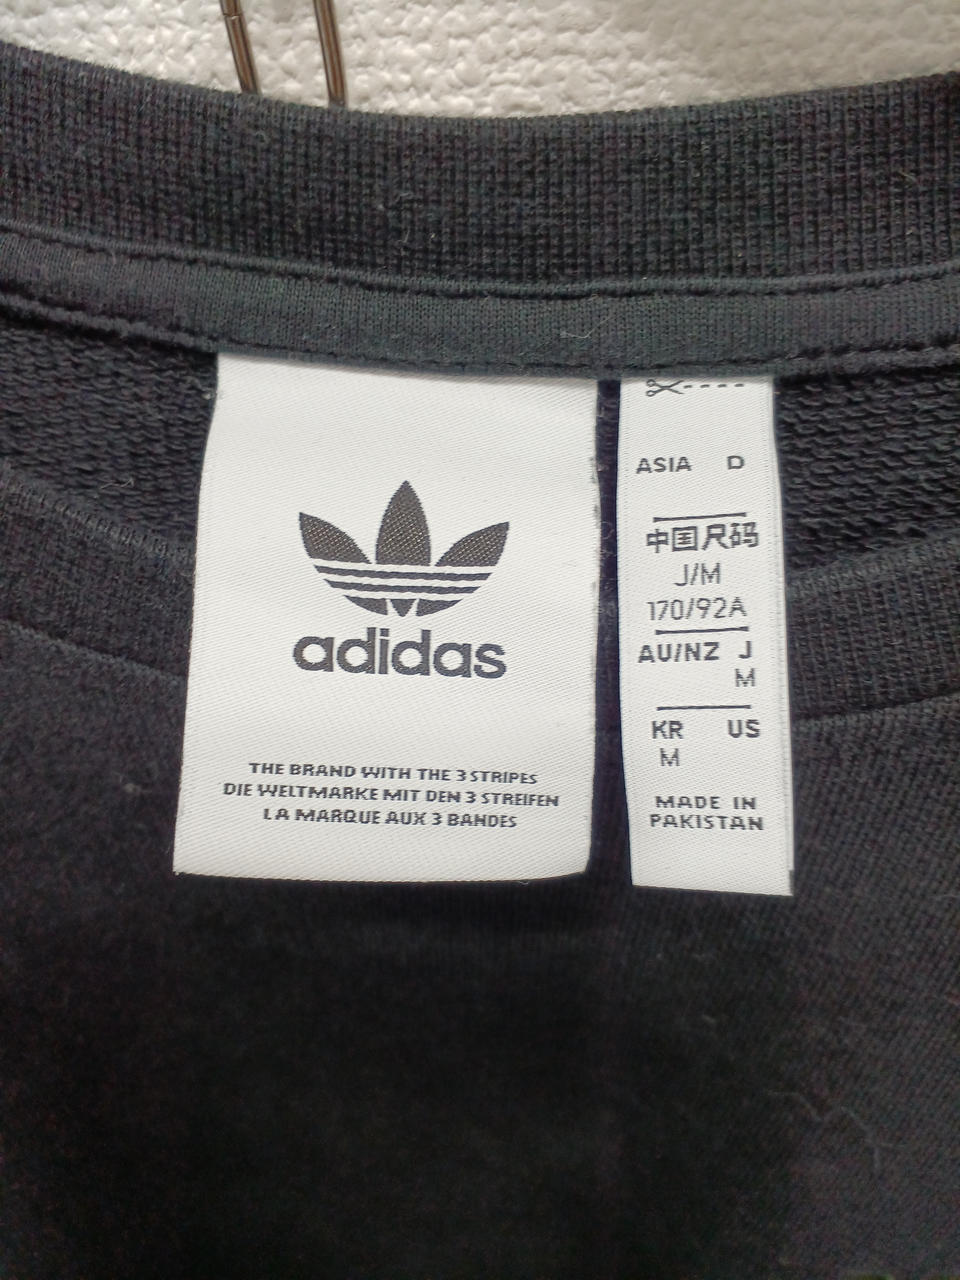 adidas
THE BRAND WITH THE 3 STRIPES
DIE WELTMARKE MIT DEN 3 STREIFEN
LA MARQUE AUX 3 BANDES
ASIA D
中国尺码
J/M
170/92A
AU/NZ J
M
KR US
M
MADE IN
PAKISTAN